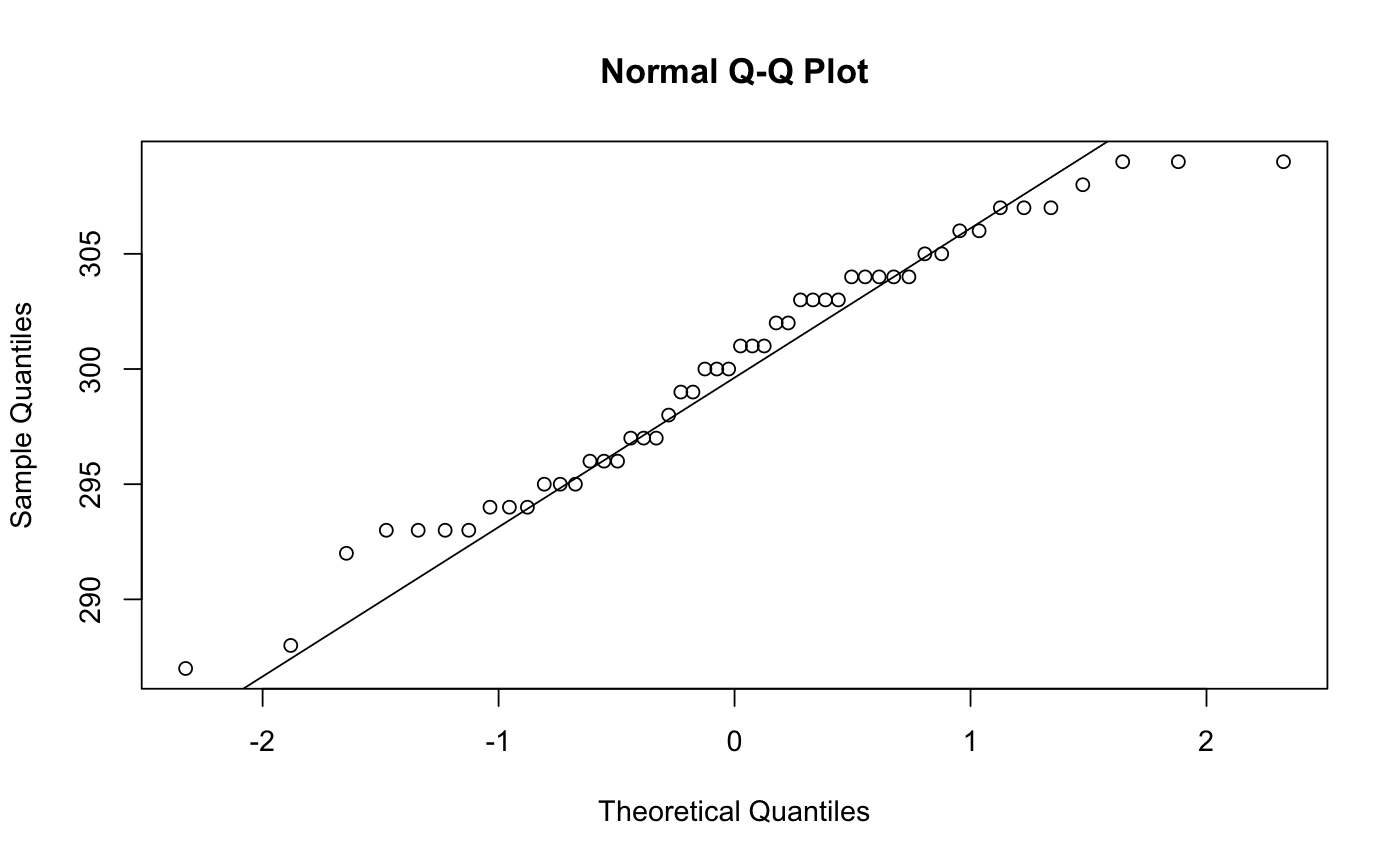 Normal Q-Q Plot
Sample Quantiles
305
300
295
290
-2 -1 0 1 2
Theoretical Quantiles